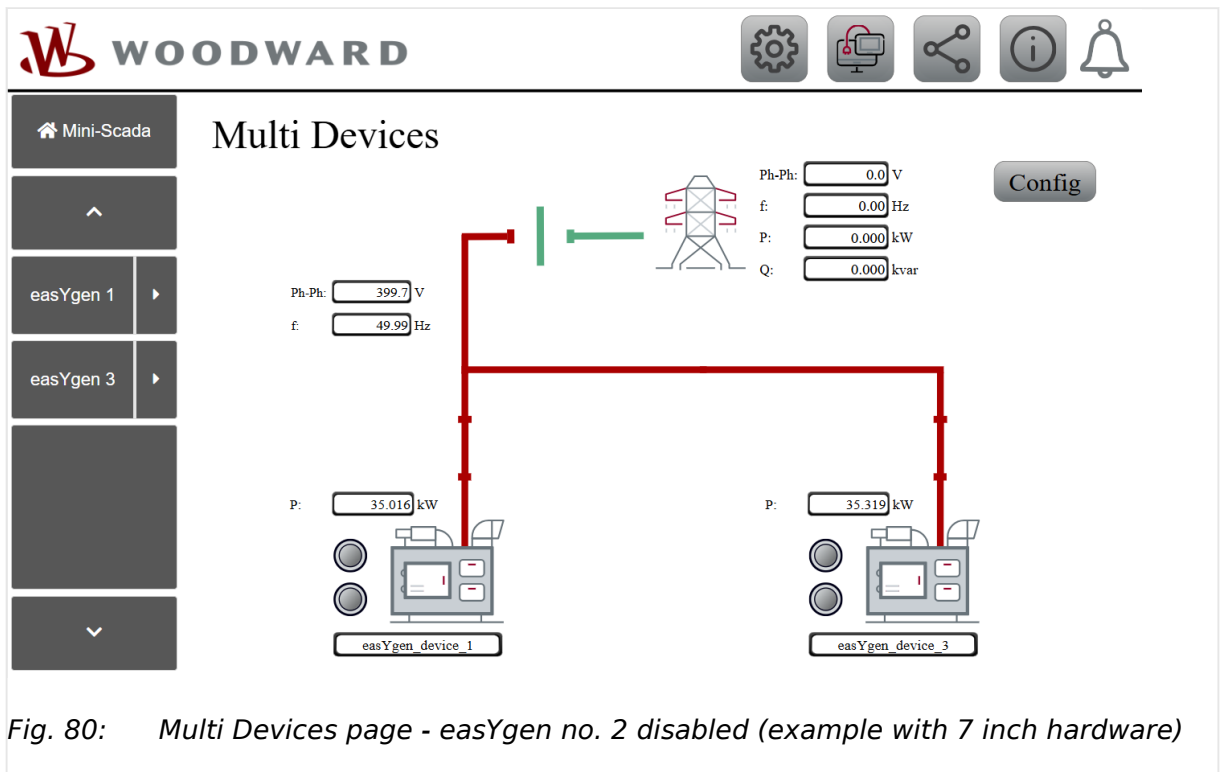 WOODWARD
Mini-Scada
Multi Devices
Ph-Ph: 0.0 V
Config
f: 0.00 Hz
P: 0.000 kW
Q: 0.000 kvar
easYgen 1
Ph-Ph: 399.7 V
f: 49.99 Hz
easYgen 3
P: 35.016 kW
P: 35.319 kW
easYgen_device_1
easYgen_device_3
Fig. 80: Multi Devices page - easYgen no. 2 disabled (example with 7 inch hardware)